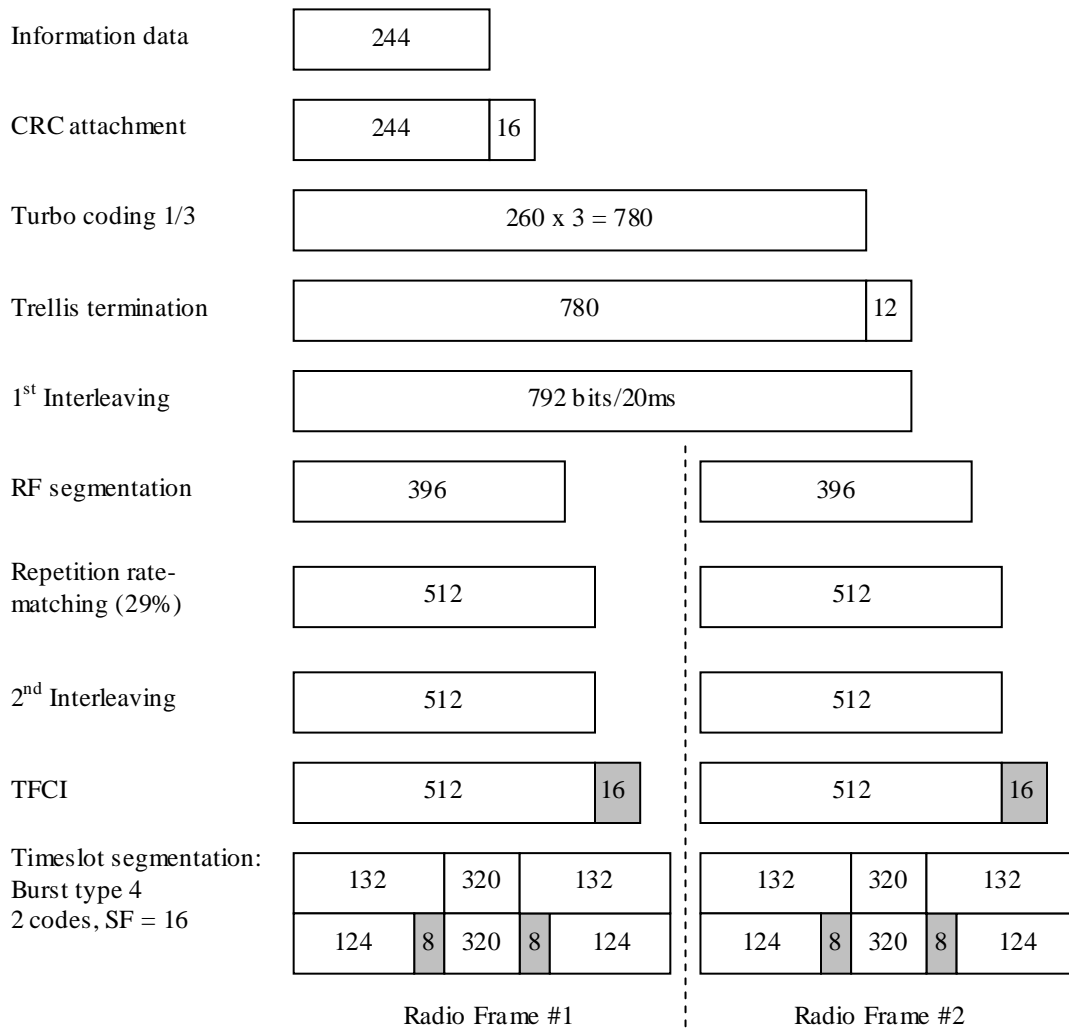 Information data
244
CRC attachment
244 16
Turbo coding 1/3
260 x 3 = 780
Trellis termination
780 12
1st Interleaving
792 bits/20ms
RF segmentation
396 396
Repetition rate-
matching (29%)
512 512
2nd Interleaving
512 512
TFCI
512 16 512 16
Timeslot segmentation:
Burst type 4
2 codes, SF = 16
132 320 132 132 320 132
124 8 320 8 124 124 8 320 8 124
Radio Frame #1 Radio Frame #2